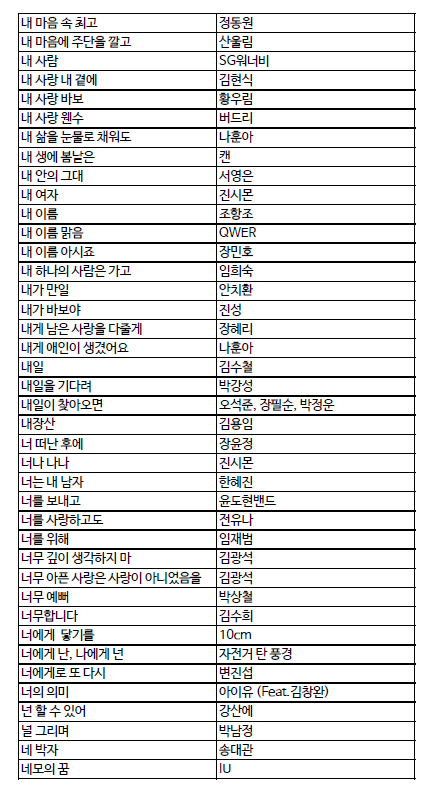 내 마음 속 최고 정동원
내 마음에 주단을 깔고 산울림
내 사람 SG워너비
내 사랑 내 곁에 김현식
내 사랑 바보 황우림
내 사랑 웬수 버드리
내 삶을 눈물로 채워도 나훈아
내 생에 봄날은 캔
내 안의 그대 서영은
내 여자 진시몬
내 이름 조항조
내 이름 맑음 QWER
내 이름 아시죠 장민호
내 하나의 사람은 가고 임희숙
내가 만일 안치환
내가 바보야 진성
내게 남은 사랑을 다줄게 장혜리
내게 애인이 생겼어요 나훈아
내일 김수철
내일을 기다려 박강성
내일이 찾아오면 오석준, 장필순, 박정운
내장산 김용임
너 떠난 후에 장윤정
너나 나나 진시몬
너는 내 남자 한혜진
너를 보내고 윤도현밴드
너를 사랑하고도 전유나
너를 위해 임재범
너무 깊이 생각하지 마 김광석
너무 아픈 사랑은 사랑이 아니었음을 김광석
너무 예뻐 박상철
너무합니다 김수희
너에게 닿기를 10cm
너에게 난, 나에게 넌 자전거 탄 풍경
너에게로 또 다시 변진섭
너의 의미 아이유 (Feat.김창완)
넌 할 수 있어 강산에
널 그리며 박남정
네 박자 송대관
네모의 꿈 IU